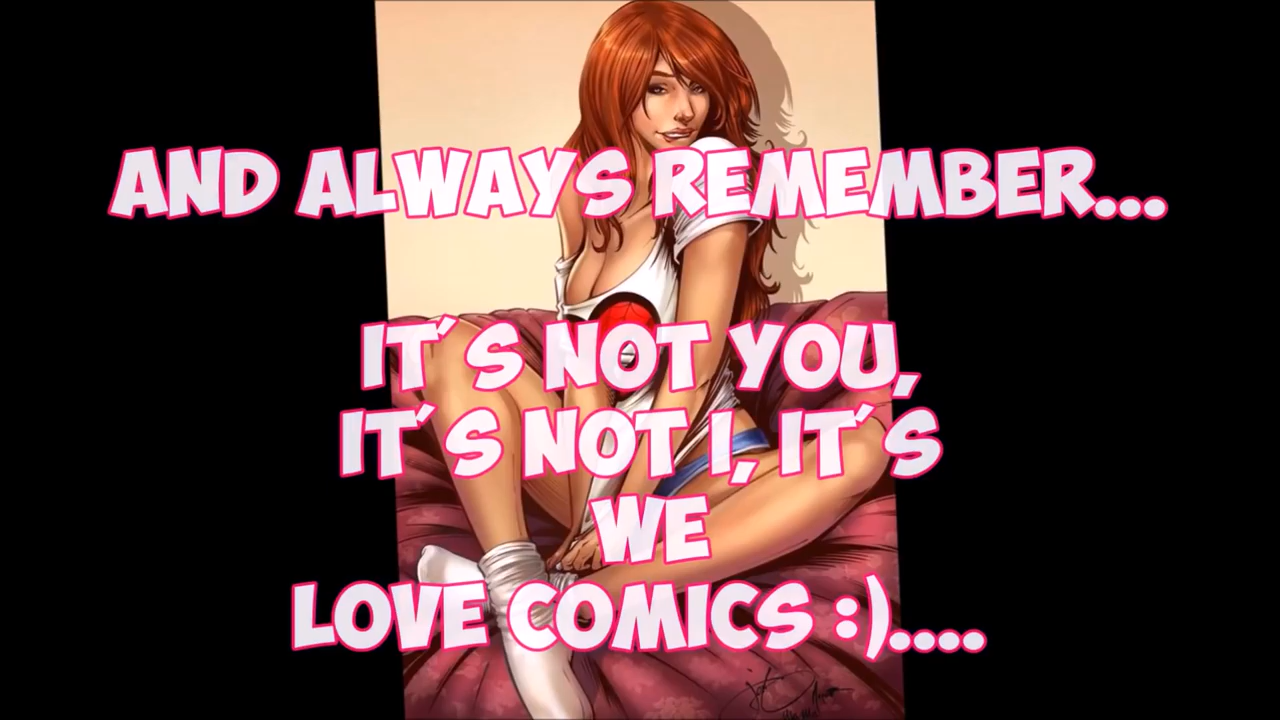 AND ALWAYS REMEMBER...
IT´S NOT YOU,
IT´S NOT I, IT´S
WE
LOVE COMICS :)....